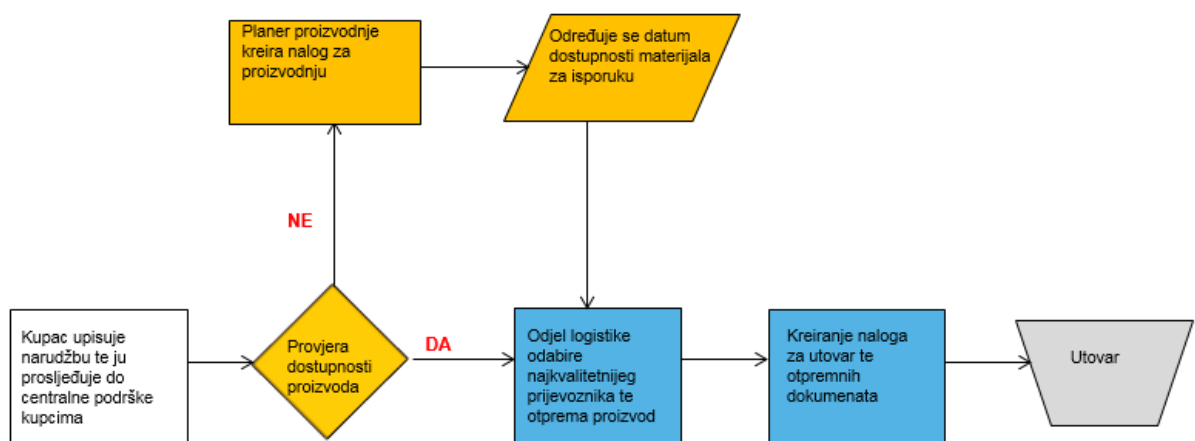 Planer proizvodnje
kreira nalog za
proizvodnju
Određuje se datum
dostupnosti materijala
za isporuku
NE
Kupac upisuje
narudžbu te ju
prosljeđuje do
centralne podrške
kupcima
Provjera
dostupnosti
proizvoda
DA
Odjel logistike
odabire
najkvalitetnijeg
prijevoznika te
otprema proizvod
Kreiranje naloga
za utovar te
otpremnih
dokumenata
Utovar